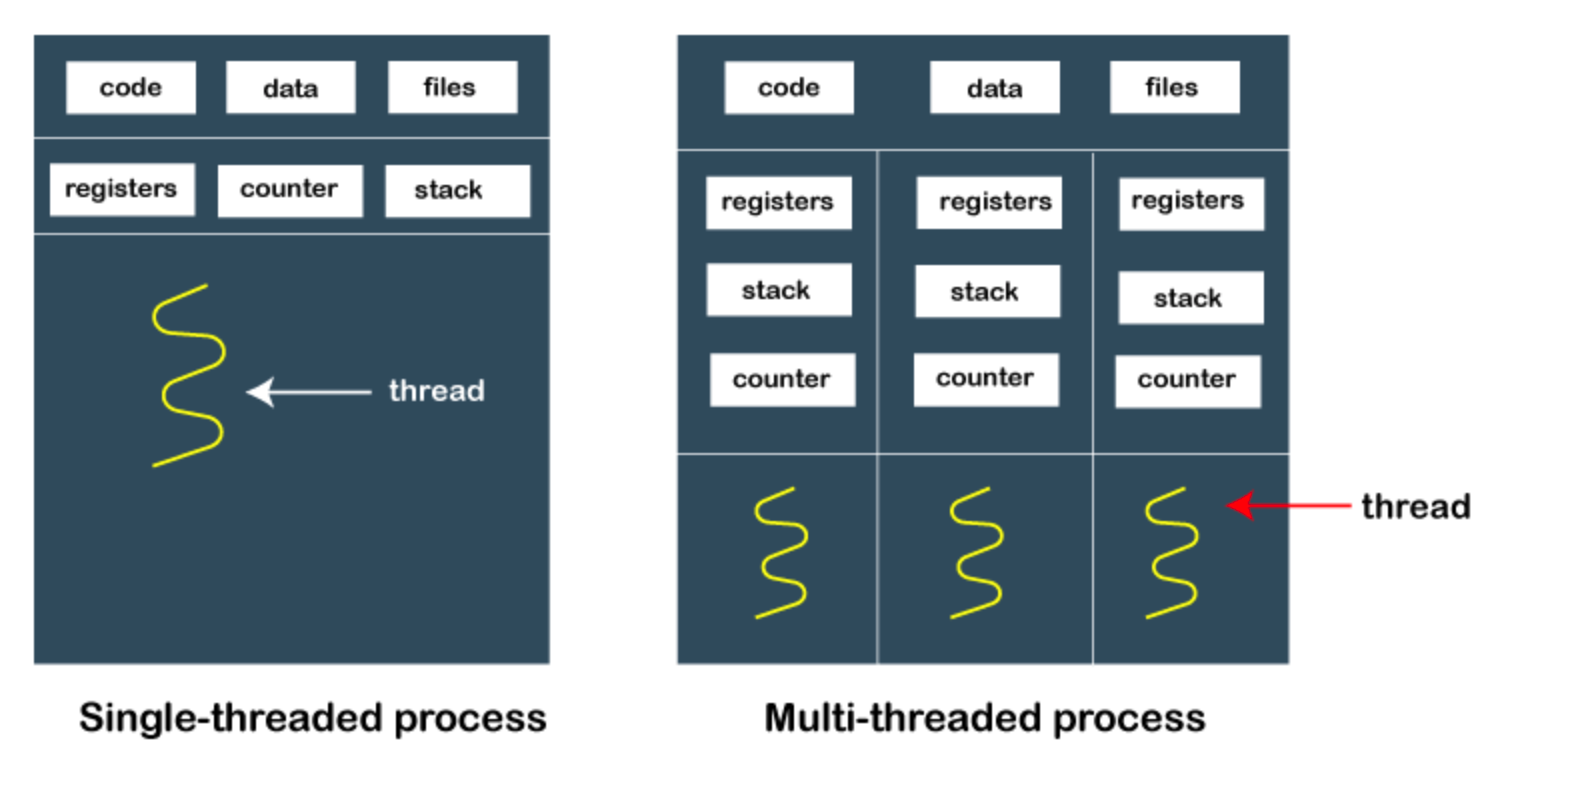 code data files
registers counter stack
thread
Single-threaded process
code data files
registers registers registers
stack stack stack
counter counter counter
thread
Multi-threaded process